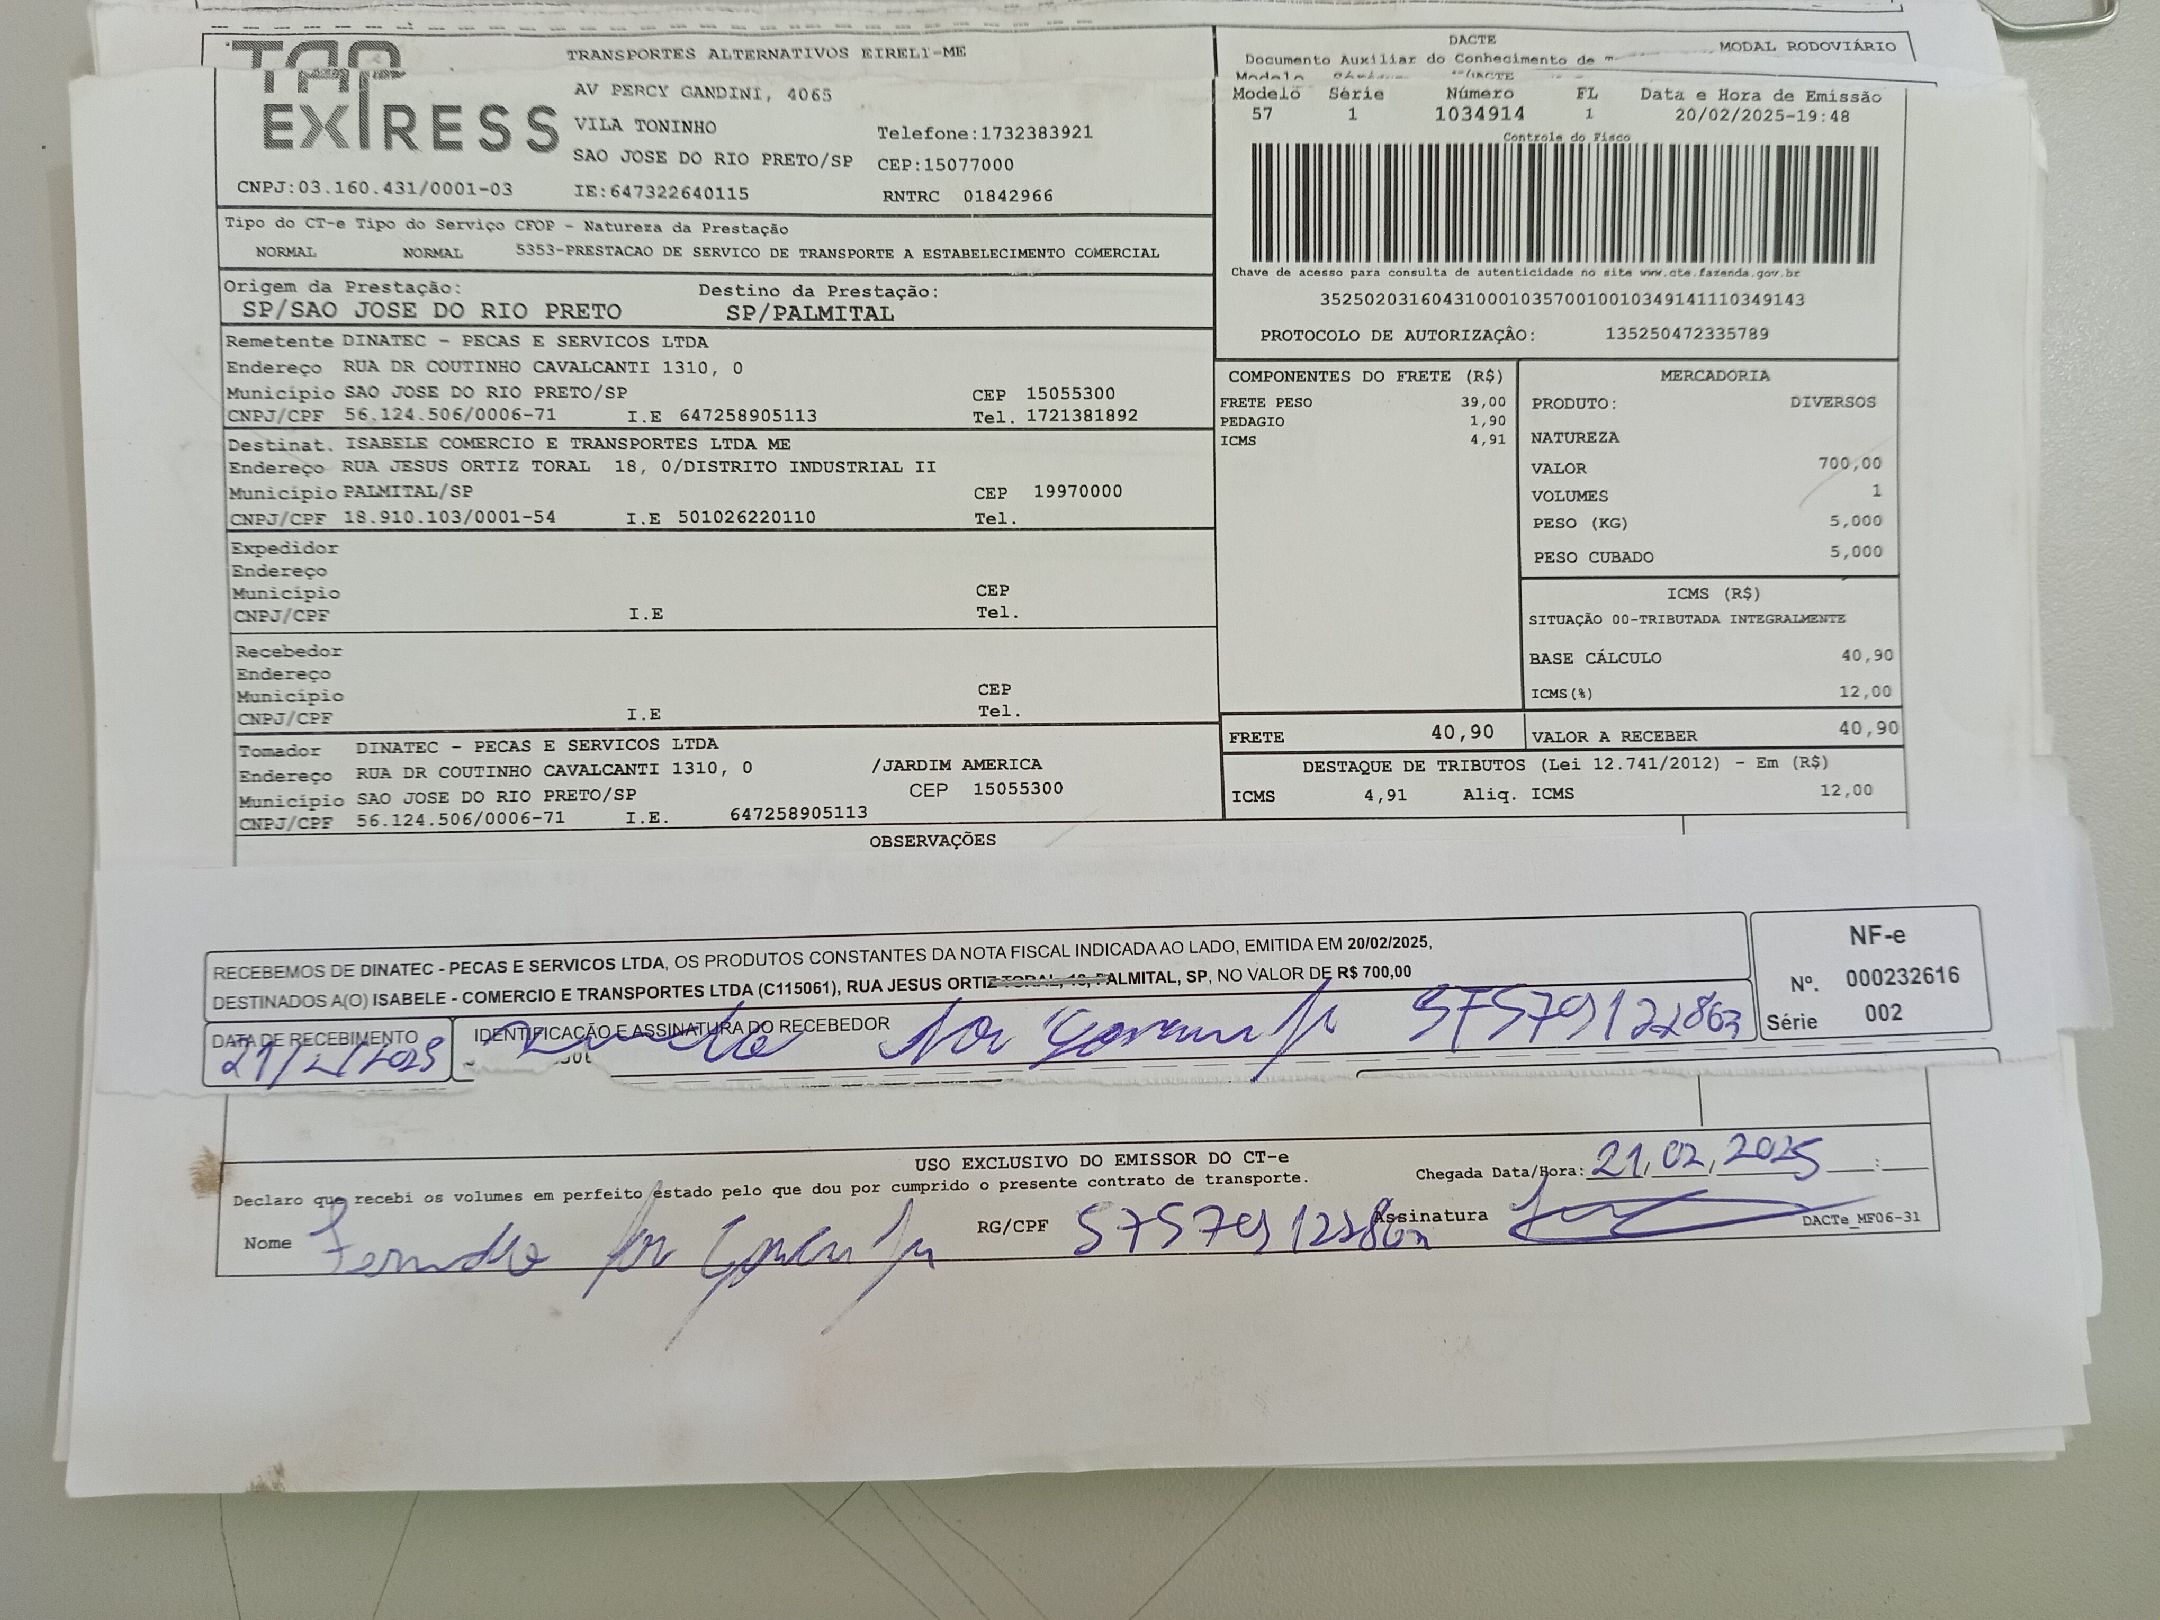 TAP EXPRESS
TRANSPORTES ALTERNATIVOS EIRELI-ME
AV PERCY GANDINI, 4065
VILA TONINHO Telefone:1732383921
SAO JOSE DO RIO PRETO/SP CEP:15077000
CNPJ:03.160.431/0001-03 IE:647322640115 RNTRC 01842966
DACTE MODAL RODOVIÁRIO
Documento Auxiliar do Conhecimento de
Modelo Série Número FL Data e Hora de Emissão
57 1 1034914 1 20/02/2025-19:48
Controle do Fisco
Chave de acesso para consulta de autenticidade no site www.cte.fazenda.gov.br
35250203160431000103570010010349141110349143
PROTOCOLO DE AUTORIZAÇÂO: 135250472335789
Tipo do CT-e Tipo do Serviço CFOP - Natureza da Prestação
NORMAL NORMAL 5353-PRESTACAO DE SERVICO DE TRANSPORTE A ESTABELECIMENTO COMERCIAL
Origem da Prestação: Destino da Prestação:
SP/SAO JOSE DO RIO PRETO SP/PALMITAL
Remetente DINATEC - PECAS E SERVICOS LTDA
Endereço RUA DR COUTINHO CAVALCANTI 1310, 0
Município SAO JOSE DO RIO PRETO/SP CEP 15055300
CNPJ/CPF 56.124.506/0006-71 I.E 647258905113 Tel. 1721381892
Destinat. ISABELE COMERCIO E TRANSPORTES LTDA ME
Endereço RUA JESUS ORTIZ TORAL 18, 0/DISTRITO INDUSTRIAL II
Município PALMITAL/SP CEP 19970000
CNPJ/CPF 18.910.103/0001-54 I.E 501026220110 Tel.
Expedidor
Endereço
Município CEP
CNPJ/CPF I.E Tel.
Recebedor
Endereço
Município CEP
CNPJ/CPF I.E Tel.
Tomador DINATEC - PECAS E SERVICOS LTDA
Endereço RUA DR COUTINHO CAVALCANTI 1310, 0 /JARDIM AMERICA
Município SAO JOSE DO RIO PRETO/SP CEP 15055300
CNPJ/CPF 56.124.506/0006-71 I.E. 647258905113
COMPONENTES DO FRETE (R$)
FRETE PESO 39,00
PEDAGIO 1,90
ICMS 4,91
MERCADORIA
PRODUTO: DIVERSOS
NATUREZA
VALOR 700,00
VOLUMES 1
PESO (KG) 5,000
PESO CUBADO 5,000
ICMS (R$)
SITUAÇÃO 00-TRIBUTADA INTEGRALMENTE
BASE CÁLCULO 40,90
ICMS(%) 12,00
FRETE 40,90 VALOR A RECEBER 40,90
DESTAQUE DE TRIBUTOS (Lei 12.741/2012) - Em (R$)
ICMS 4,91 Aliq. ICMS 12,00
OBSERVAÇÕES
RECEBEMOS DE DINATEC - PECAS E SERVICOS LTDA, OS PRODUTOS CONSTANTES DA NOTA FISCAL INDICADA AO LADO, EMITIDA EM 20/02/2025,
DESTINADOS A(O) ISABELE - COMERCIO E TRANSPORTES LTDA (C115061), RUA JESUS ORTIZ TORAL, 18, PALMITAL, SP, NO VALOR DE R$ 700,00
NF-e
Nº. 000232616
Série 002
DATA DE RECEBIMENTO IDENTIFICAÇÃO E ASSINATURA DO RECEBEDOR
21/2/2025 57579122863
USO EXCLUSIVO DO EMISSOR DO CT-e
Chegada Data/Hora: 21,02,2025 __:__
Declaro que recebi os volumes em perfeito estado pelo que dou por cumprido o presente contrato de transporte.
Nome RG/CPF 57579122863 Assinatura
DACTe_MF06-31